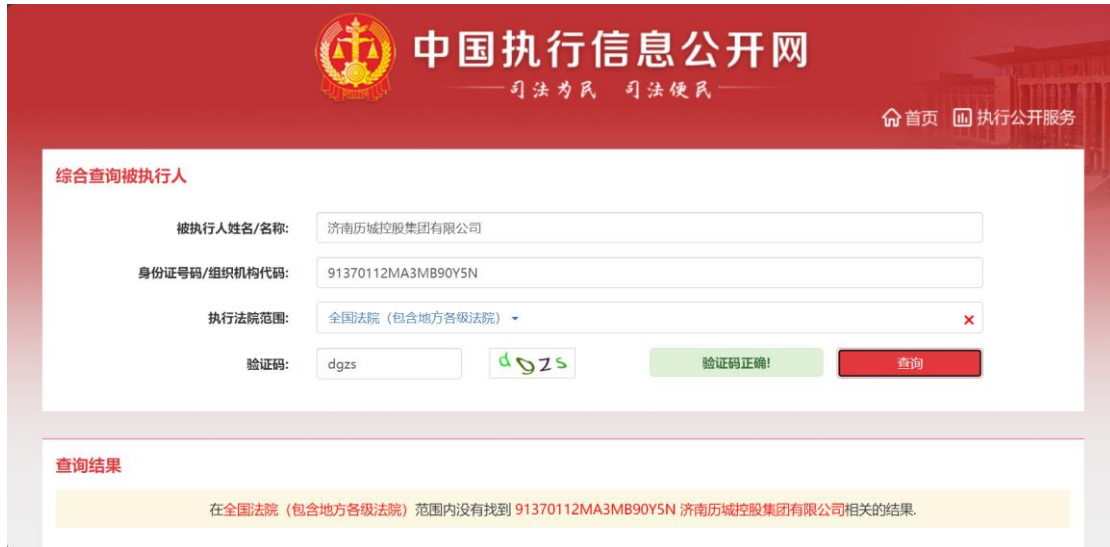 中国执行信息公开网
司法为民 司法便民
首页 执行公开服务
综合查询被执行人
被执行人姓名/名称: 济南历城控股集团有限公司
身份证号码/组织机构代码: 91370112MA3MB90Y5N
执行法院范围: 全国法院（包含地方各级法院）
验证码: dgzs dgzs 验证码正确! 查询
查询结果
在全国法院（包含地方各级法院）范围内没有找到 91370112MA3MB90Y5N 济南历城控股集团有限公司相关的结果.